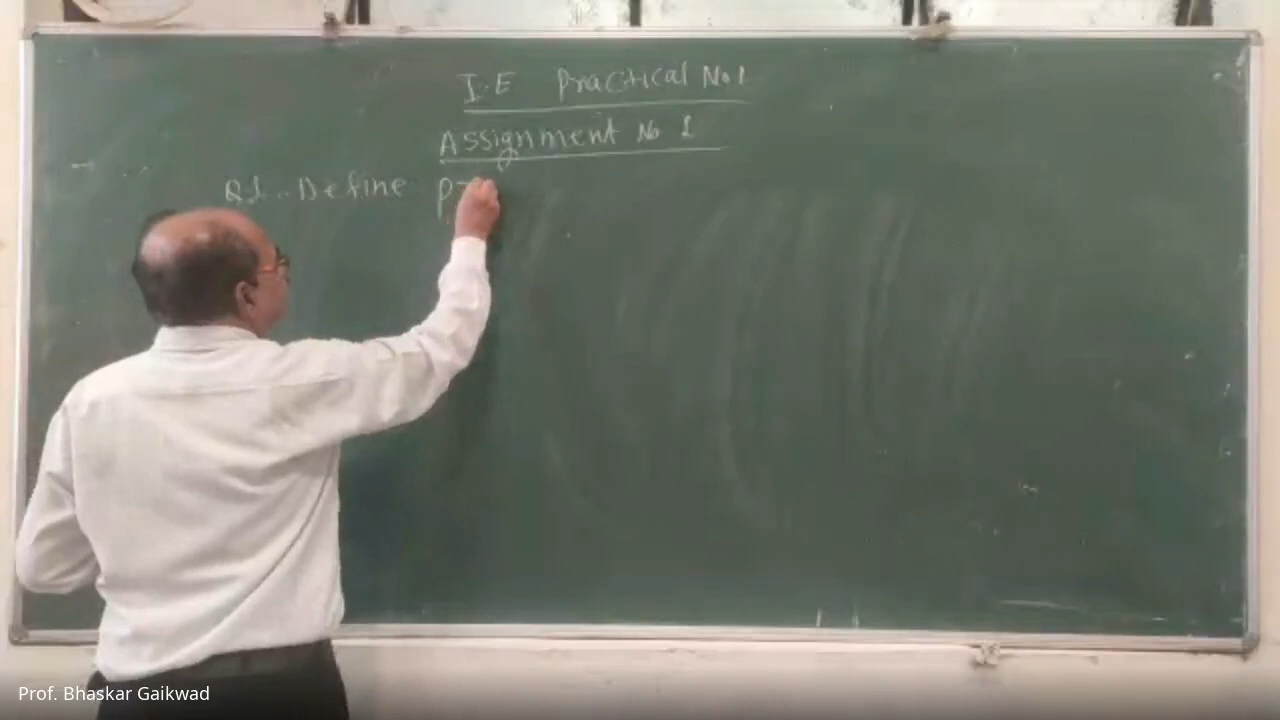 I.E Practical No 1
Assignment No 1
Q1. Define
Prof. Bhaskar Gaikwad